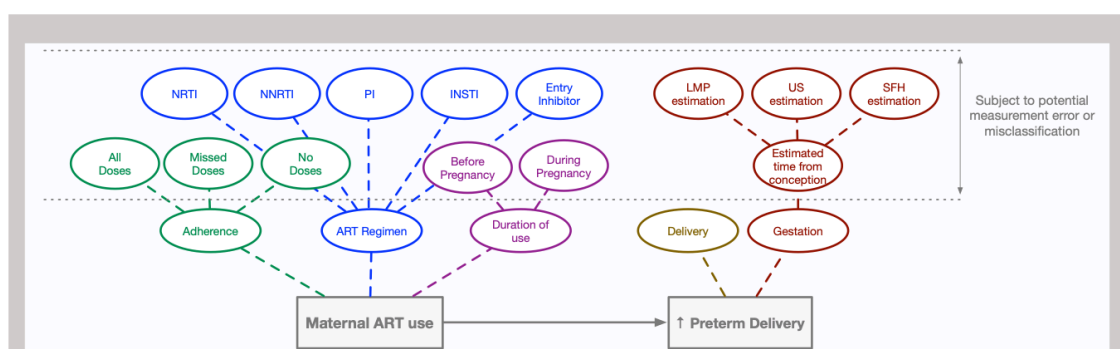 NRTI
NNRTI
PI
INSTI
Entry
Inhibitor
LMP
estimation
US
estimation
SFH
estimation
Subject to potential
measurement error or
misclassification
All
Doses
Missed
Doses
No
Doses
Before
Pregnancy
During
Pregnancy
Estimated
time from
conception
Adherence
ART Regimen
Duration of
use
Delivery
Gestation
Maternal ART use
↑ Preterm Delivery